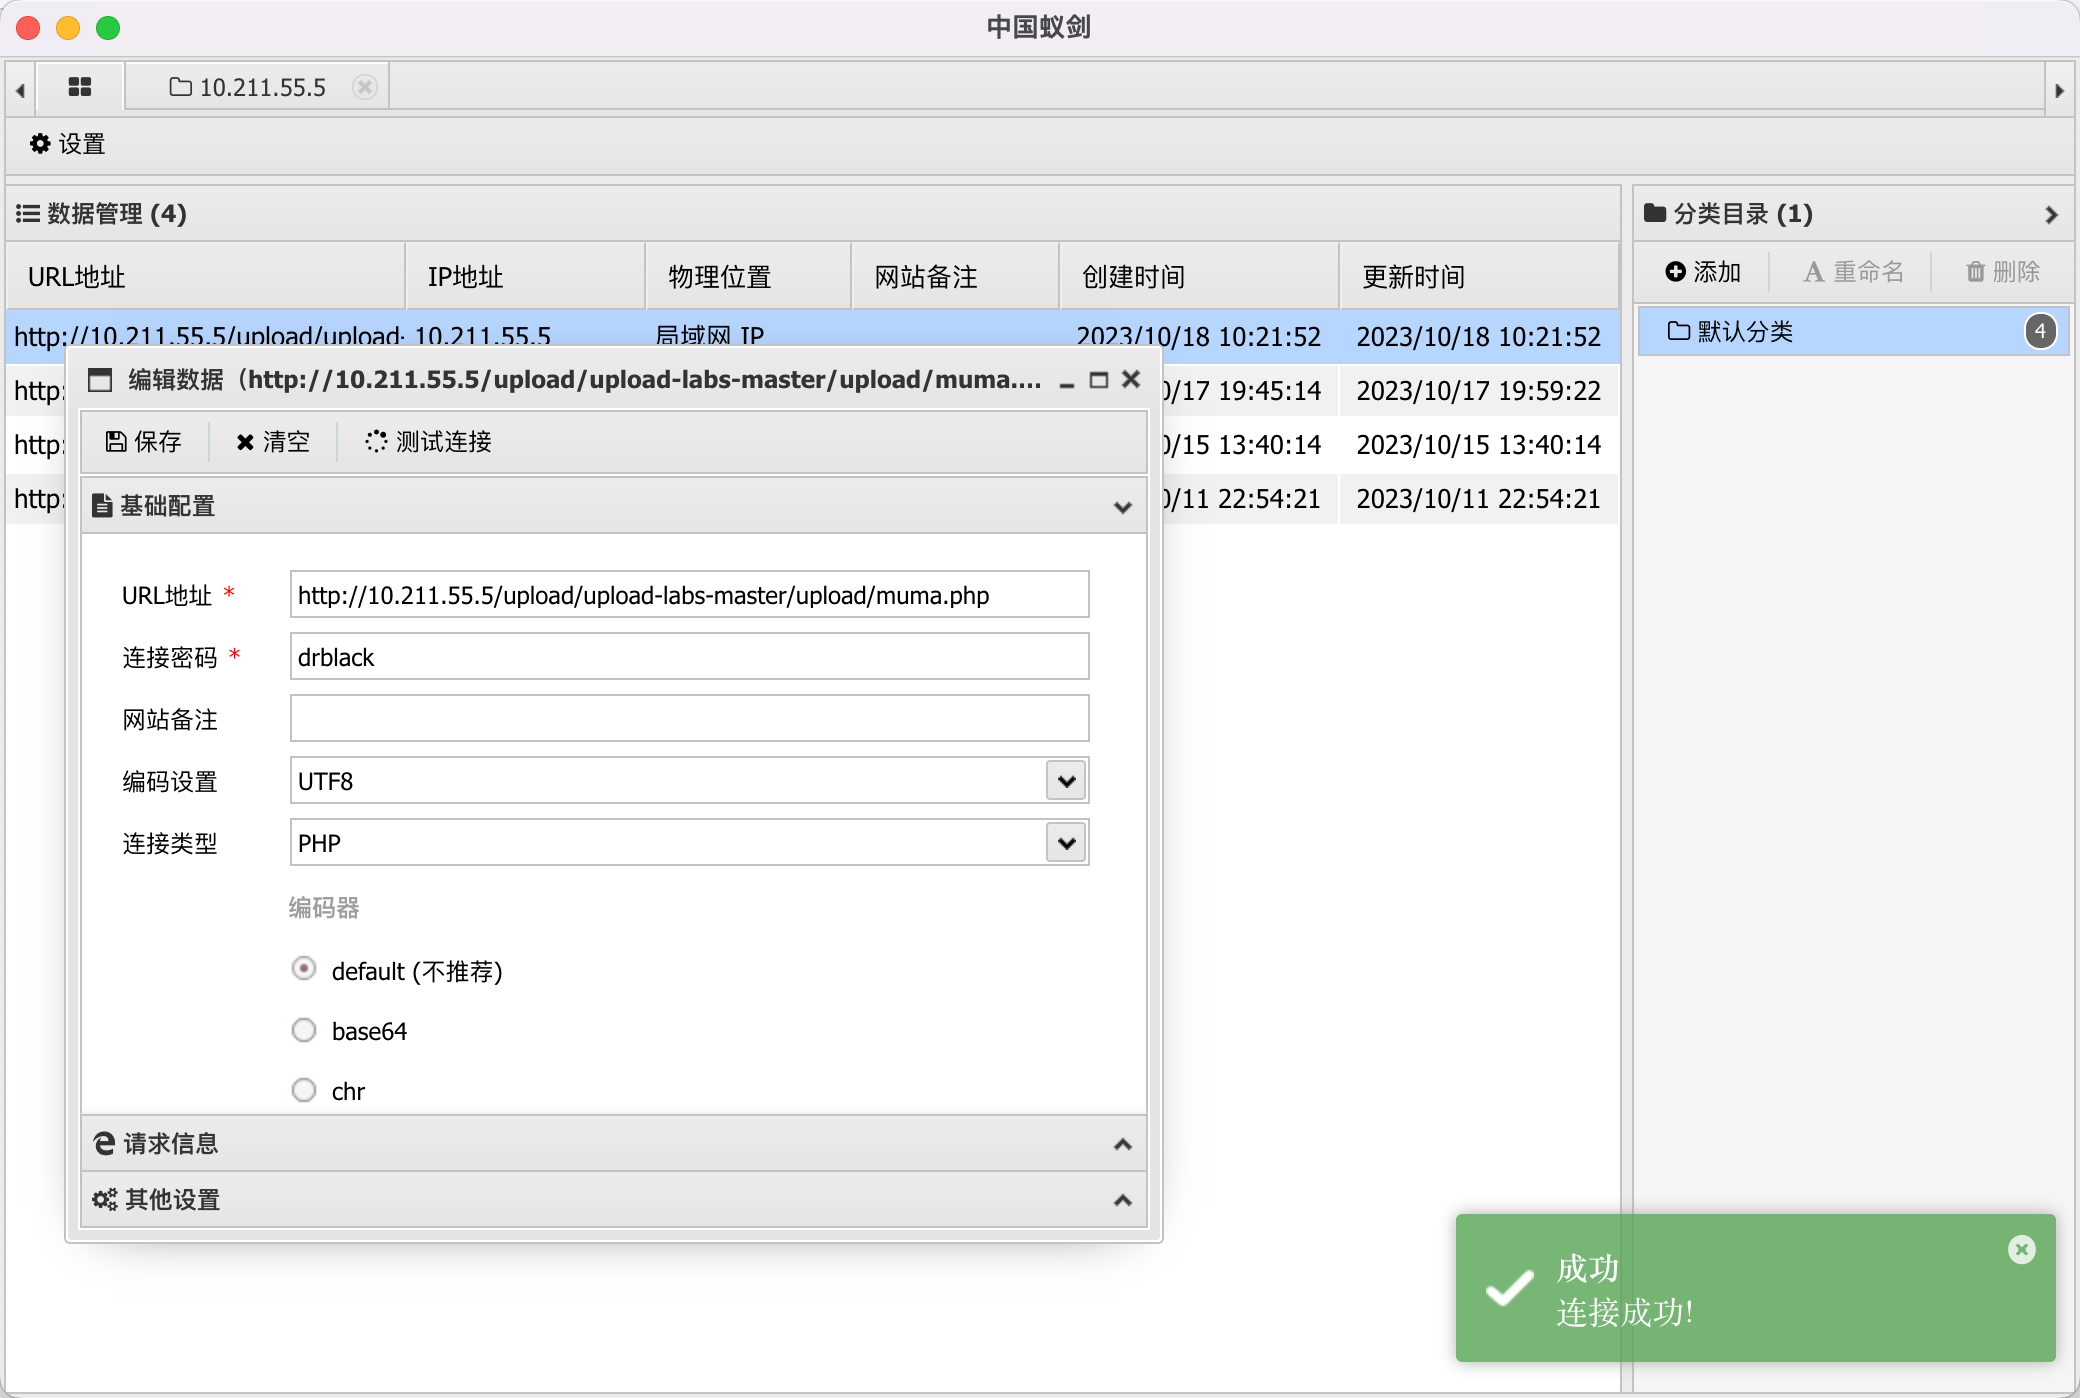 中国蚁剑
10.211.55.5
设置
数据管理 (4)
URL地址 IP地址 物理位置 网站备注 创建时间 更新时间
http://10.211.55.5/upload/upload- 10.211.55.5 局域网 IP 2023/10/18 10:21:52 2023/10/18 10:21:52
http: 0/17 19:45:14 2023/10/17 19:59:22
http: 0/15 13:40:14 2023/10/15 13:40:14
http: 0/11 22:54:21 2023/10/11 22:54:21
分类目录 (1)
添加 A 重命名 删除
默认分类 4
编辑数据（http://10.211.55.5/upload/upload-labs-master/upload/muma....
保存 清空 测试连接
基础配置
URL地址 * http://10.211.55.5/upload/upload-labs-master/upload/muma.php
连接密码 * drblack
网站备注
编码设置 UTF8
连接类型 PHP
编码器
default (不推荐)
base64
chr
请求信息
其他设置
成功
连接成功!